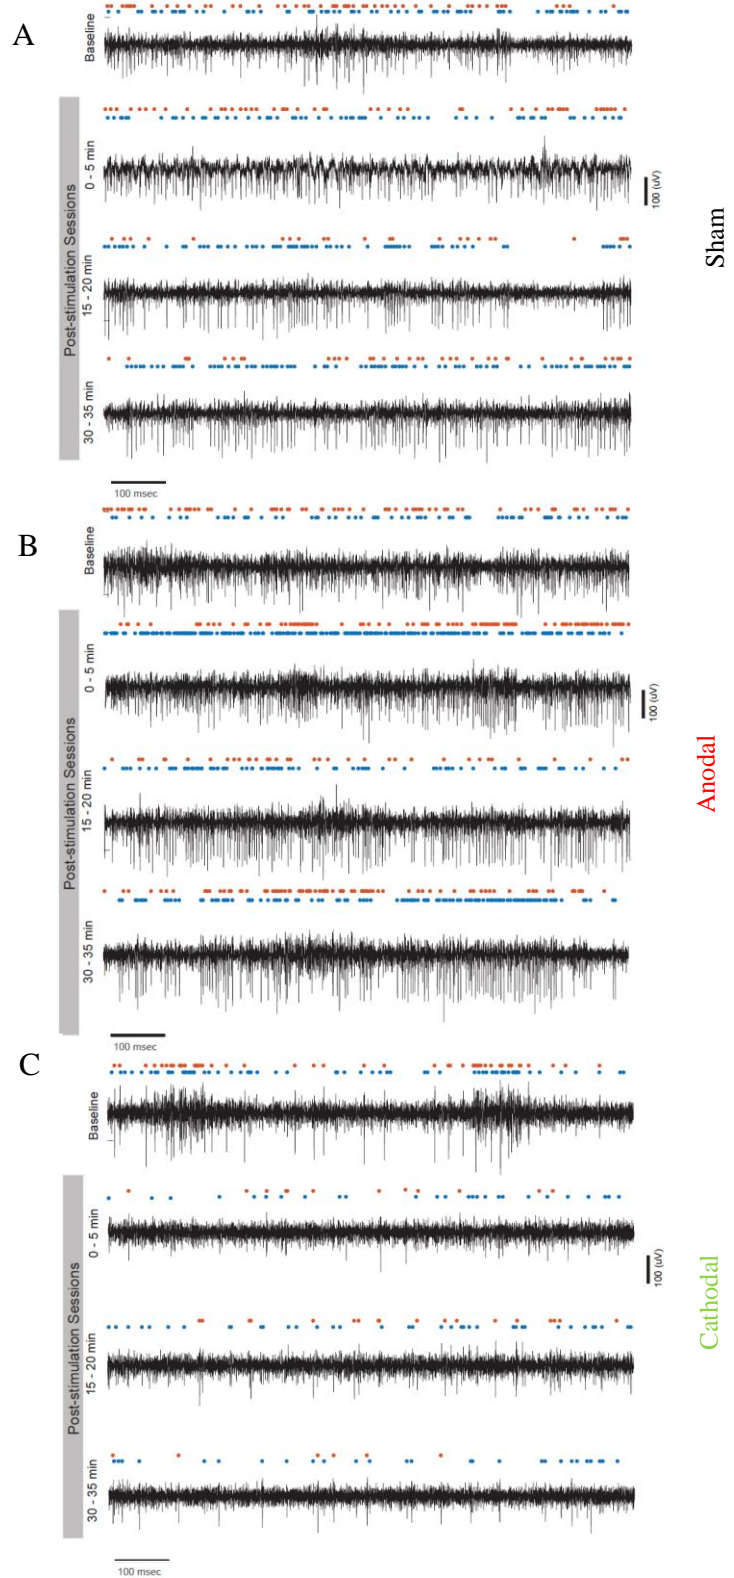 A
Baseline
Post-stimulation Sessions
0 - 5 min
100 (uV)
15 - 20 min
30 - 35 min
100 msec
Sham
B
Baseline
Post-stimulation Sessions
0 - 5 min
100 (uV)
15 - 20 min
30 - 35 min
100 msec
Anodal
C
Baseline
Post-stimulation Sessions
0 - 5 min
100 (uV)
15 - 20 min
30 - 35 min
100 msec
Cathodal